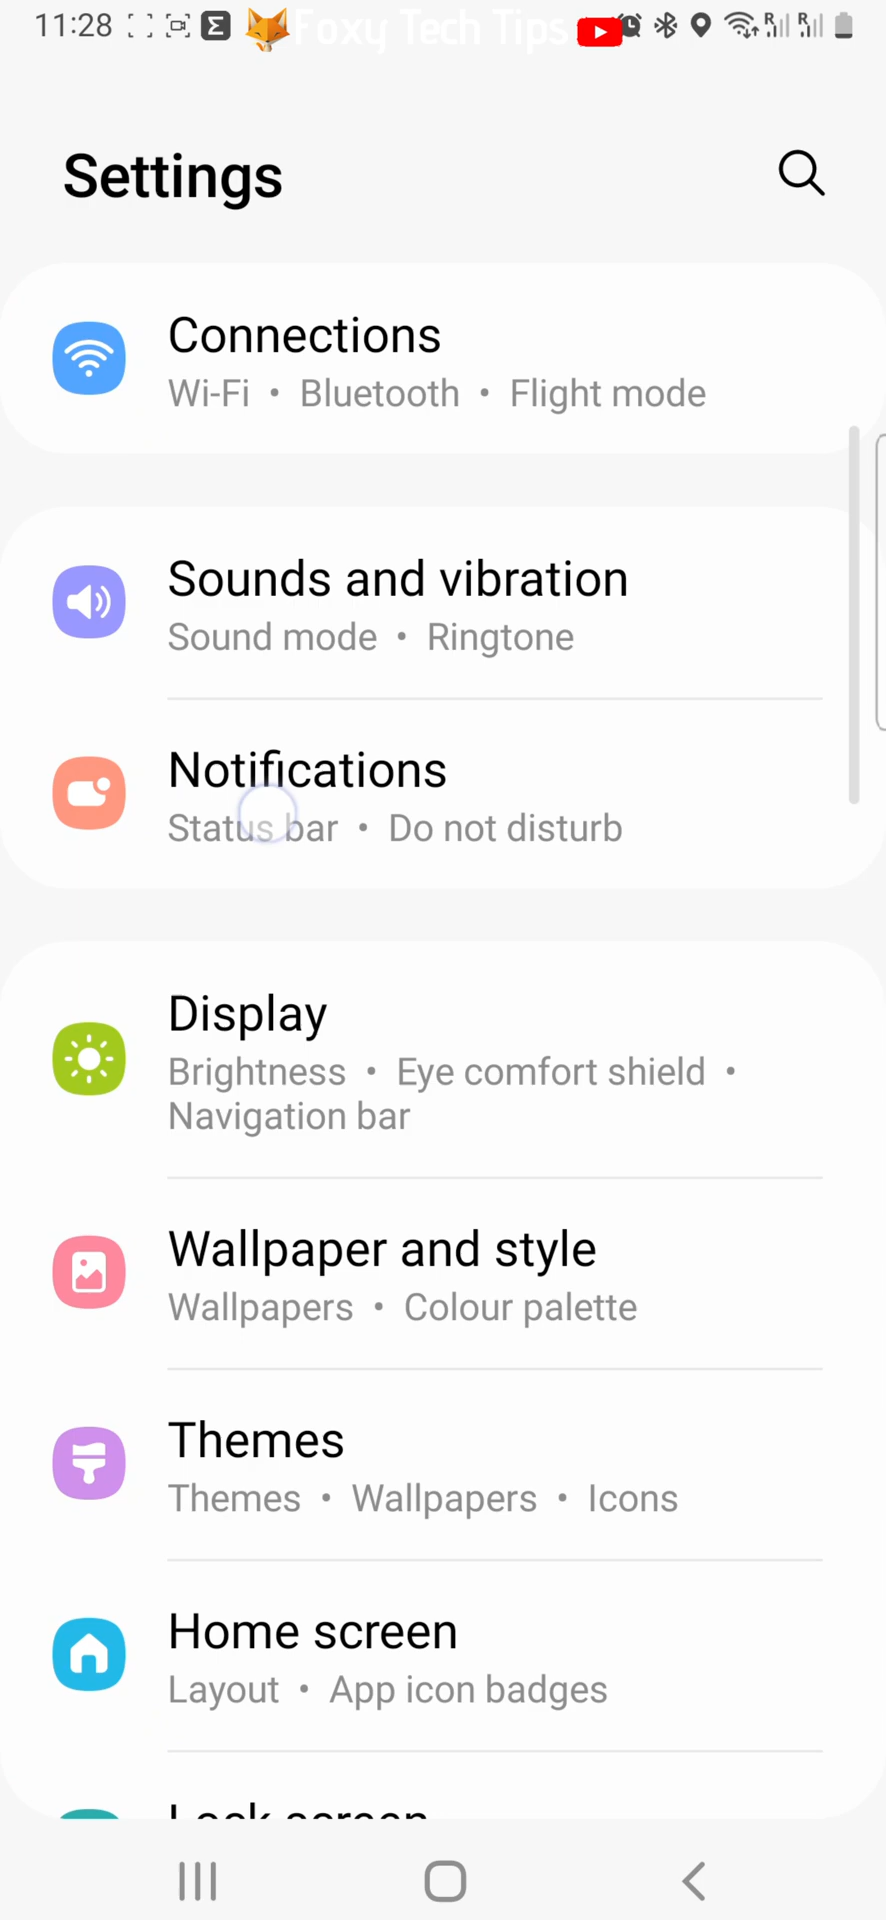 11:28 Foxy Tech Tips
Settings
Connections
Wi-Fi • Bluetooth • Flight mode
Sounds and vibration
Sound mode • Ringtone
Notifications
Status bar • Do not disturb
Display
Brightness • Eye comfort shield •
Navigation bar
Wallpaper and style
Wallpapers • Colour palette
Themes
Themes • Wallpapers • Icons
Home screen
Layout • App icon badges
Lock screen